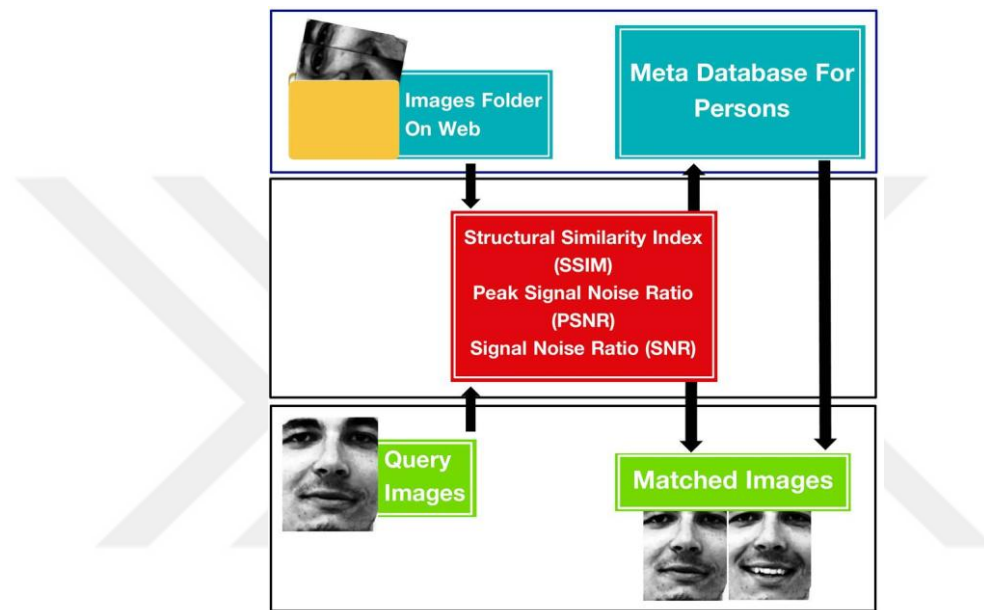 Images Folder
On Web
Meta Database For
Persons
Structural Similarity Index
(SSIM)
Peak Signal Noise Ratio
(PSNR)
Signal Noise Ratio (SNR)
Query
Images
Matched Images